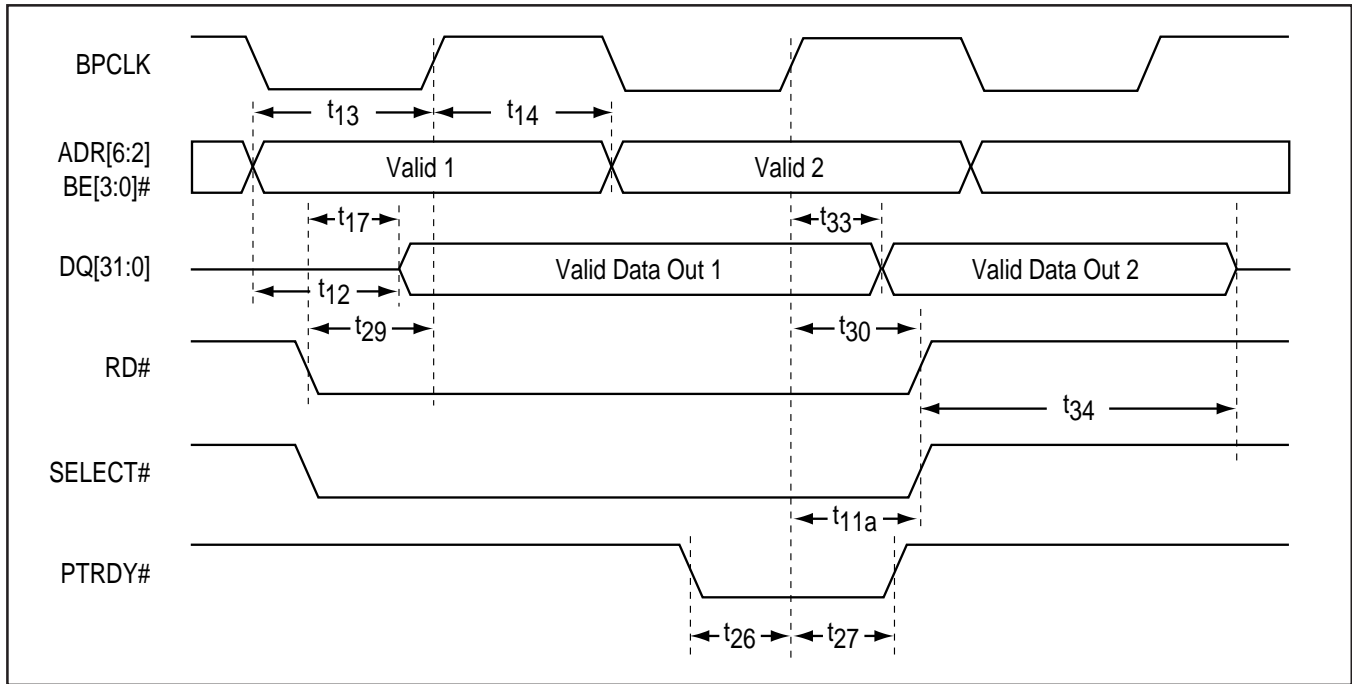 BPCLK
t13
t14
ADR[6:2]
BE[3:0]#
Valid 1
Valid 2
t17
t33
DQ[31:0]
Valid Data Out 1
Valid Data Out 2
t12
t29
t30
RD#
t34
SELECT#
t11a
PTRDY#
t26
t27